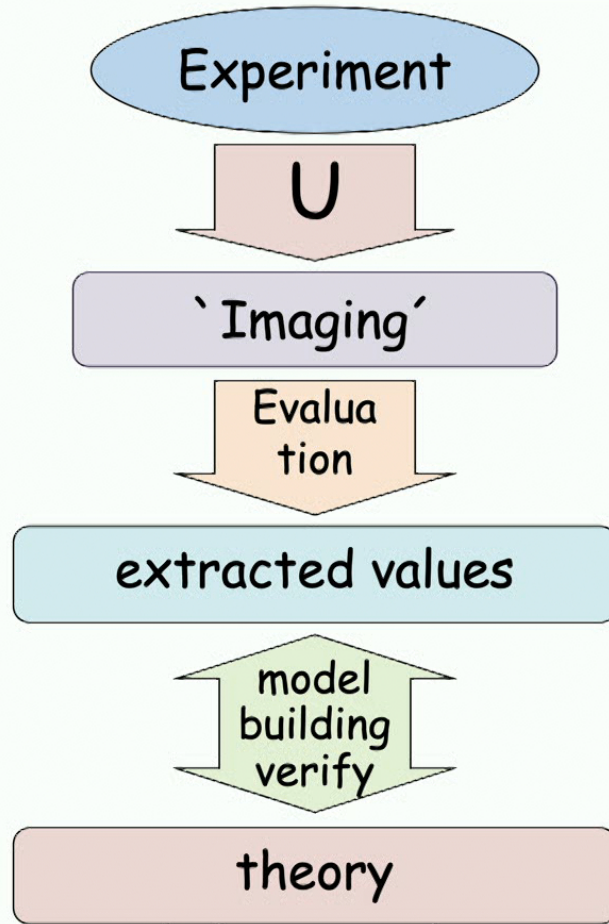 Experiment
U
`Imaging´
Evalua
tion
extracted values
model
building
verify
theory